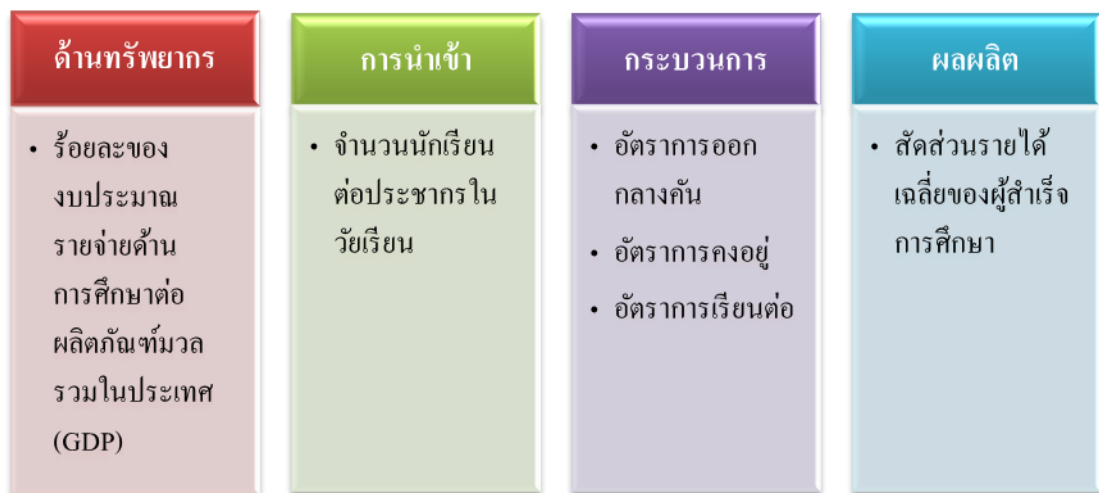 ด้านทรัพยากร
• ร้อยละของ
งบประมาณ
รายจ่ายด้าน
การศึกษาต่อ
ผลิตภัณฑ์มวล
รวมในประเทศ
(GDP)
การนำเข้า
• จำนวนนักเรียน
ต่อประชากรใน
วัยเรียน
กระบวนการ
• อัตราการออก
กลางคัน
• อัตราการคงอยู่
• อัตราการเรียนต่อ
ผลผลิต
• สัดส่วนรายได้
เฉลี่ยของผู้สำเร็จ
การศึกษา